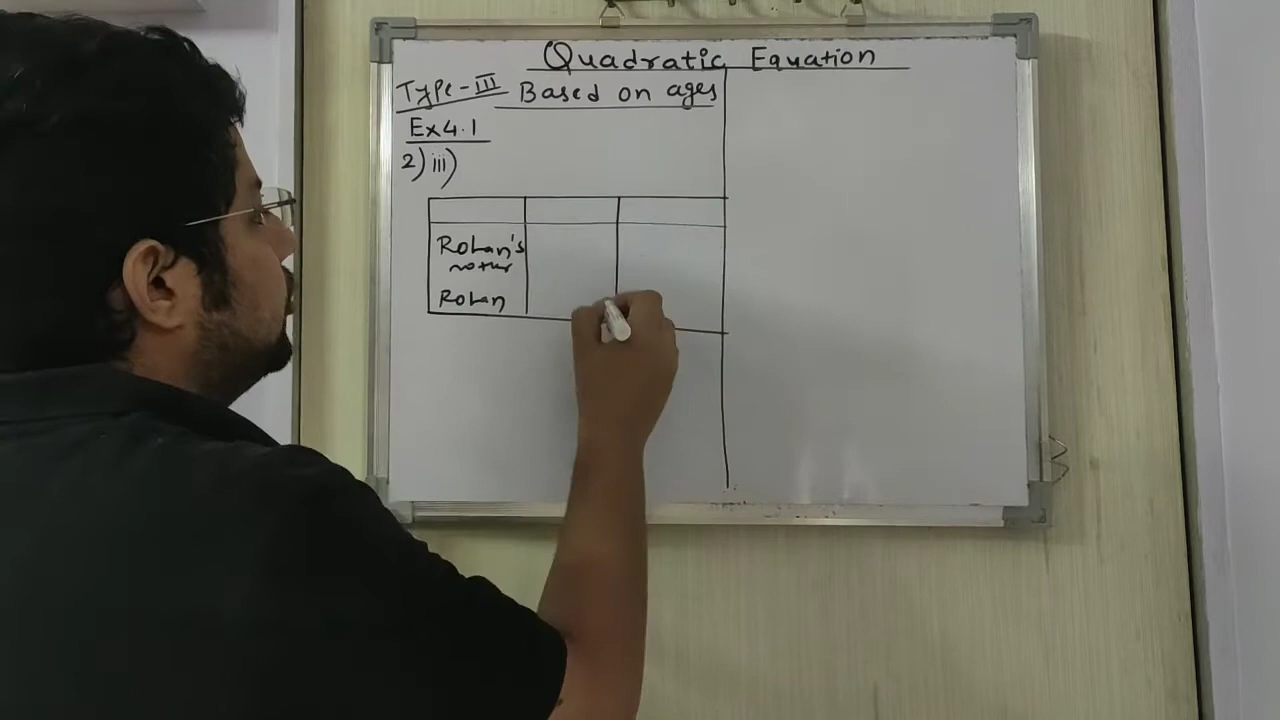 Quadratic Equation
Type-III Based on ages
Ex4.1
2) iii)
Rohan's
mother
Rohan